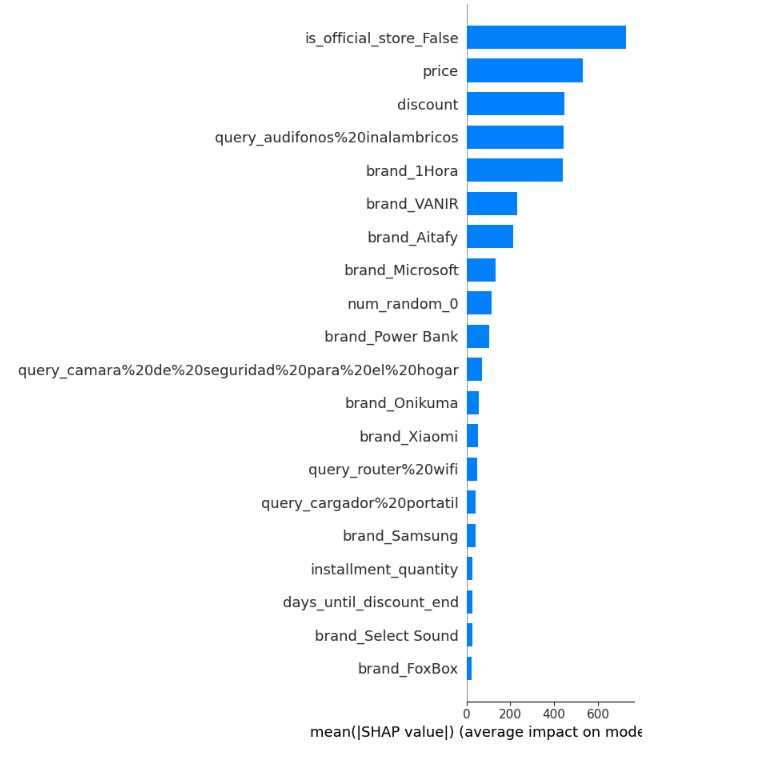 is_official_store_False
price
discount
query_audifonos%20inalambricos
brand_1Hora
brand_VANIR
brand_Aitafy
brand_Microsoft
num_random_0
brand_Power Bank
query_camara%20de%20seguridad%20para%20el%20hogar
brand_Onikuma
brand_Xiaomi
query_router%20wifi
query_cargador%20portatil
brand_Samsung
installment_quantity
days_until_discount_end
brand_Select Sound
brand_FoxBox
0 200 400 600
mean(|SHAP value|) (average impact on mode